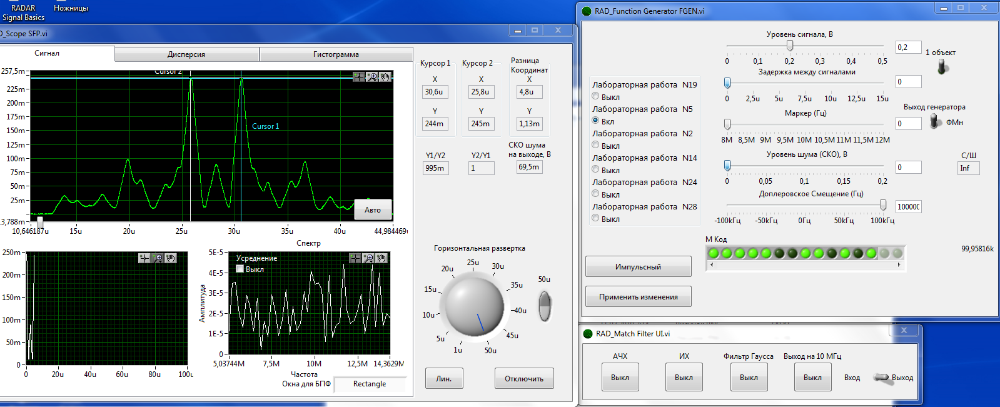 RADAR
Signal Basics
Ножницы
D_Scope SFP.vi
Сигнал
Дисперсия
Гистограмма
257,5m
225m
200m
175m
150m
125m
100m
75m
50m
25m
3,788m
Cursor 2
Cursor 1
Авто
10,646187u 15u 20u 25u 30u 35u 40u 44,984469u
Курсор 1
X
30,6u
Y
244m
Курсор 2
X
25,8u
Y
245m
Разница
Координат
X
4,8u
Y
1,13m
Y1/Y2
995m
Y2/Y1
1
СКО шума
на выходе, В
69,5m
250m
200m
150m
100m
50m
0
0 20u 40u 60u 80u 100u
Спектр
Усреднение
Выкл
Амплитуда
5E-5
4E-5
3E-5
2E-5
1E-5
0
5,03744M 7,5M 10M 12,5M 14,3629M
Частота
Окна для БПФ Rectangle
Горизонтальная развертка
1u 5u 10u 15u 20u 25u 30u 35u 40u 45u 50u
50u
Лин.
Отключить
RAD_Function Generator FGEN.vi
Лабораторная работа N19
Выкл
Лабораторная работа N5
Вкл
Лабораторная работа N2
Выкл
Лабораторная работа N14
Выкл
Лабораторная работа N24
Выкл
Лабораторная работа N28
Выкл
Импульсный
Применить изменения
Уровень сигнала, В
0 0,1 0,2 0,3 0,4 0,5
0,2
1 объект
Задержка между сигналами
0 2,5u 5u 7,5u 10u 12,5u 15u
0
Маркер (Гц)
8M 8,5M 9M 9,5M 10M 10,5M 11M 11,5M 12M
0
Выход генератора
ФМн
Уровень шума (СКО), В
0 0,05 0,1 0,15 0,2
0
С/Ш
Inf
Доплеровское Смещение (Гц)
-100кГц -50кГц 0Гц 50кГц 100кГц
100000
М Код
99,95816k
RAD_Match Filter UI.vi
АЧХ
Выкл
ИХ
Выкл
Фильтр Гаусса
Выкл
Выход на 10 МГц
Выкл
Вход
Выход